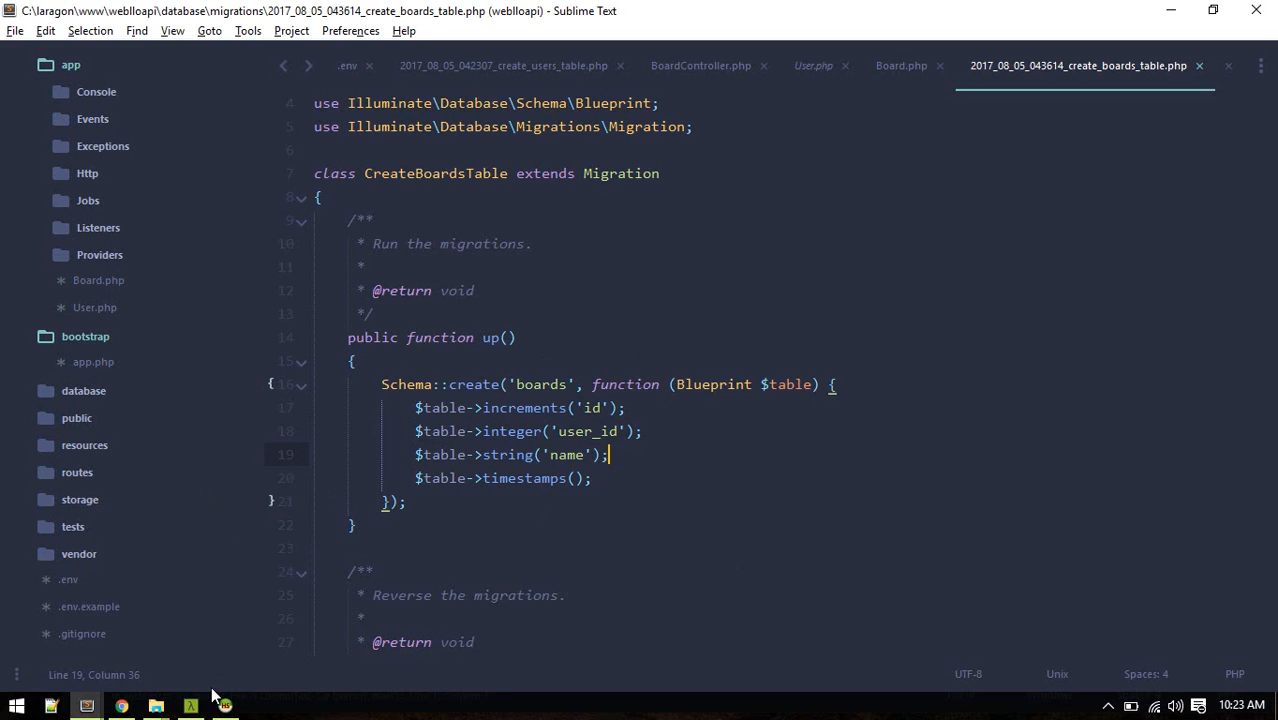 C:\laragon\www\weblloapi\database\migrations\2017_08_05_043614_create_boards_table.php (weblloapi) - Sublime Text
File Edit Selection Find View Goto Tools Project Preferences Help
app
Console
Events
Exceptions
Http
Jobs
Listeners
Providers
Board.php
User.php
bootstrap
app.php
database
public
resources
routes
storage
tests
vendor
.env
.env.example
.gitignore
.env 2017_08_05_042307_create_users_table.php BoardController.php User.php Board.php 2017_08_05_043614_create_boards_table.php
4 use Illuminate\Database\Schema\Blueprint;
5 use Illuminate\Database\Migrations\Migration;
6
7 class CreateBoardsTable extends Migration
8 {
9 /**
10 * Run the migrations.
11 *
12 * @return void
13 */
14 public function up()
15 {
16 Schema::create('boards', function (Blueprint $table) {
17 $table->increments('id');
18 $table->integer('user_id');
19 $table->string('name');
20 $table->timestamps();
21 });
22 }
23
24 /**
25 * Reverse the migrations.
26 *
27 * @return void
Line 19, Column 36 UTF-8 Unix Spaces: 4 PHP
10:23 AM